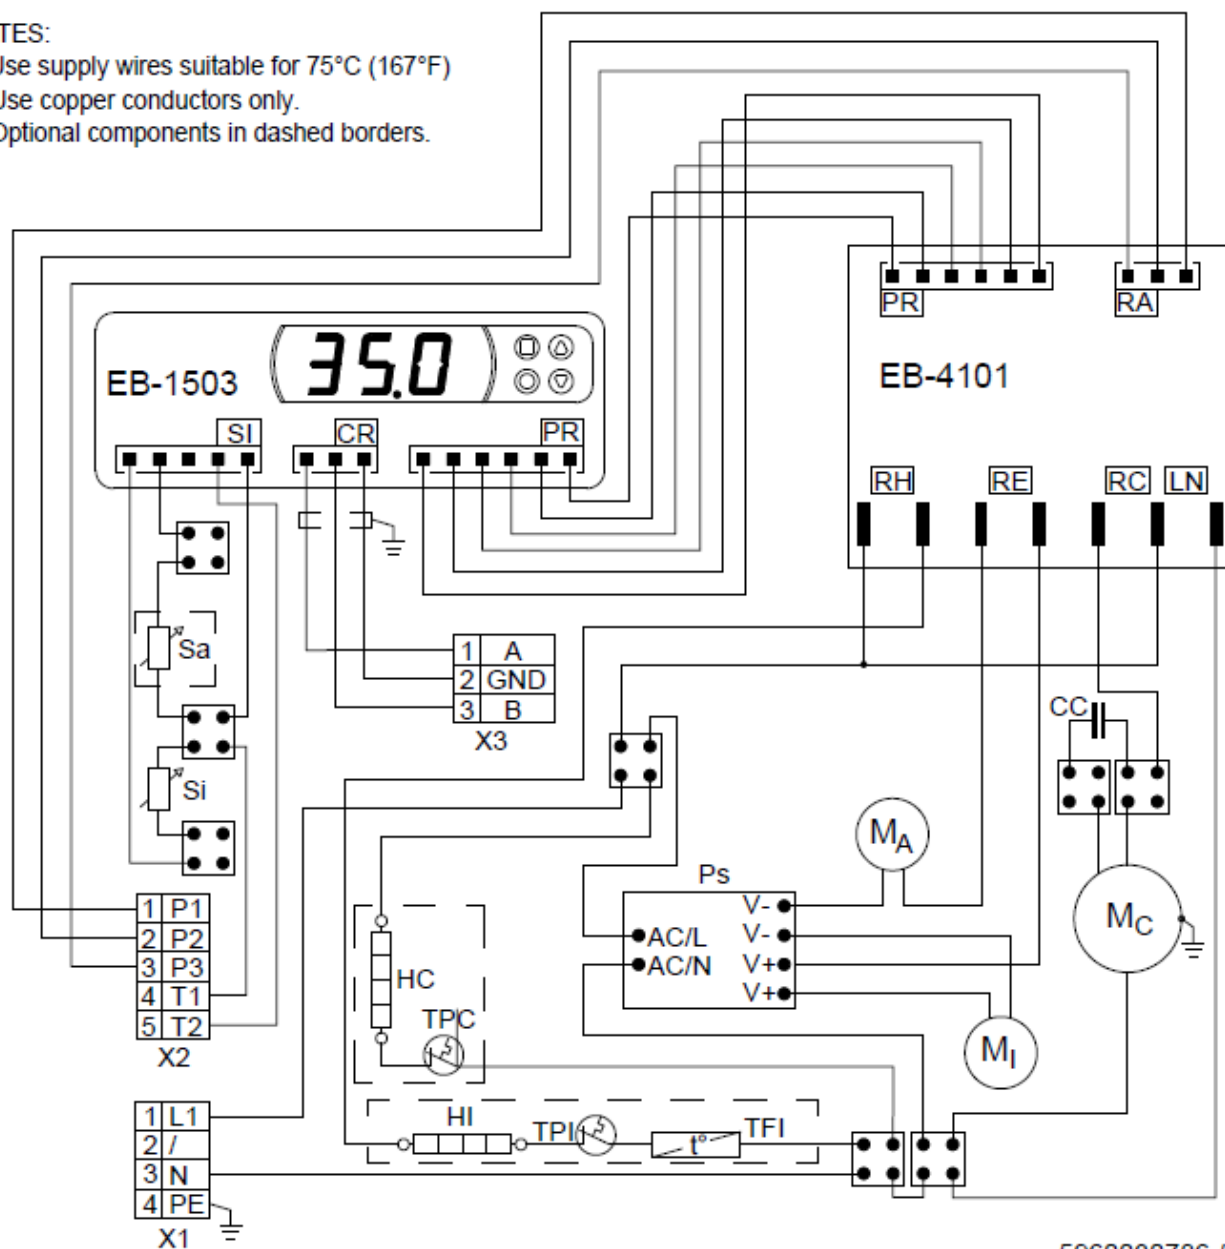 TES:
Use supply wires suitable for 75°C (167°F)
Use copper conductors only.
Optional components in dashed borders.
PR
RA
EB-1503
35.0
EB-4101
SI
CR
PR
RH
RE
RC
LN
Sa
1 A
2 GND
3 B
X3
CC
Si
MA
Ps
V-
AC/L
V-
AC/N
V+
V+
MC
1 P1
2 P2
3 P3
4 T1
5 T2
X2
HC
TPC
MI
1 L1
2 /
3 N
4 PE
X1
HI
TPI
t°
TFI